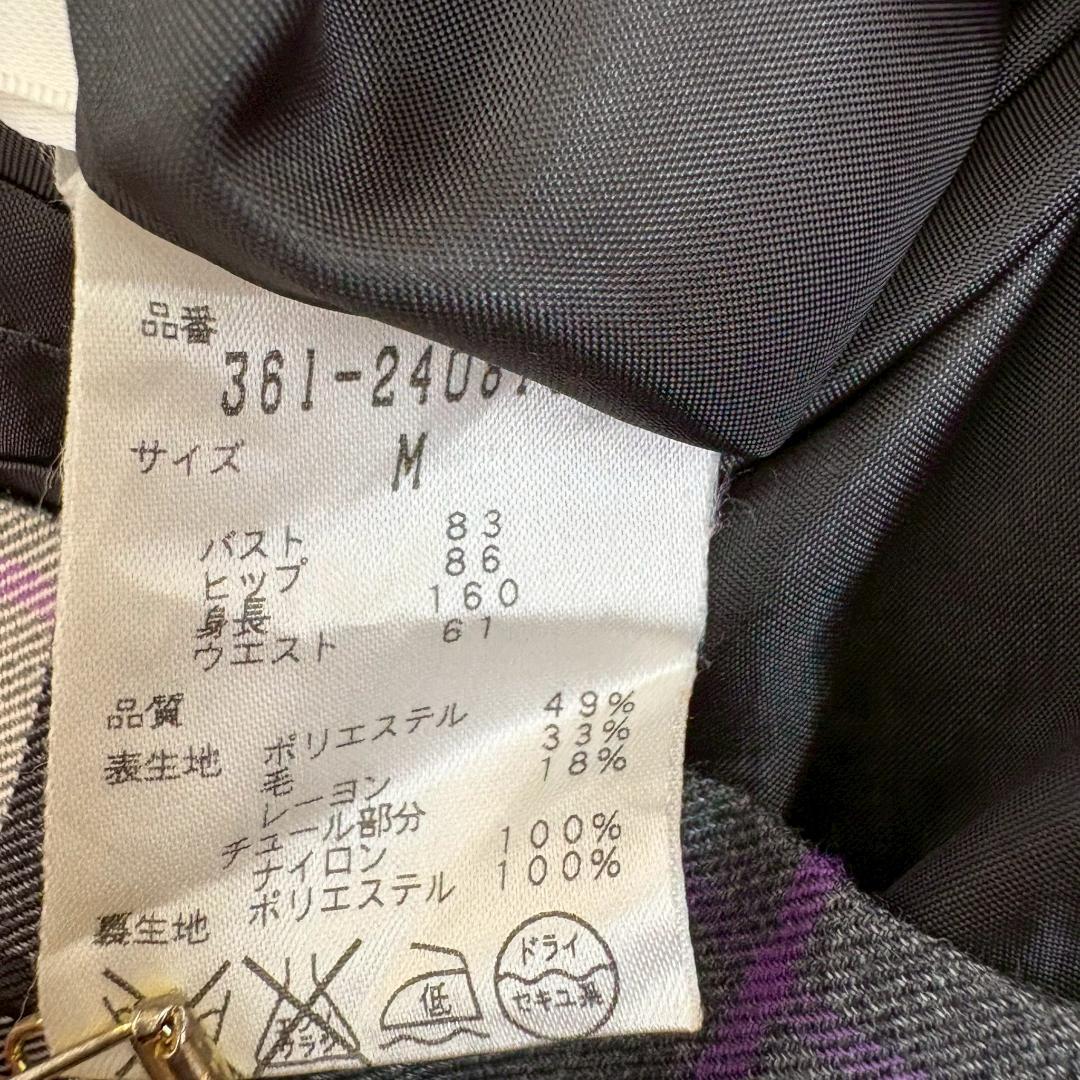 品番
361-2408
サイズ M
バスト 83
ヒップ 86
身長 160
ウエスト 61
品質
表生地 ポリエステル 49%
毛 33%
レーヨン 18%
チュール部分
ナイロン 100%
裏生地 ポリエステル 100%
低
ドライ
セキユ系